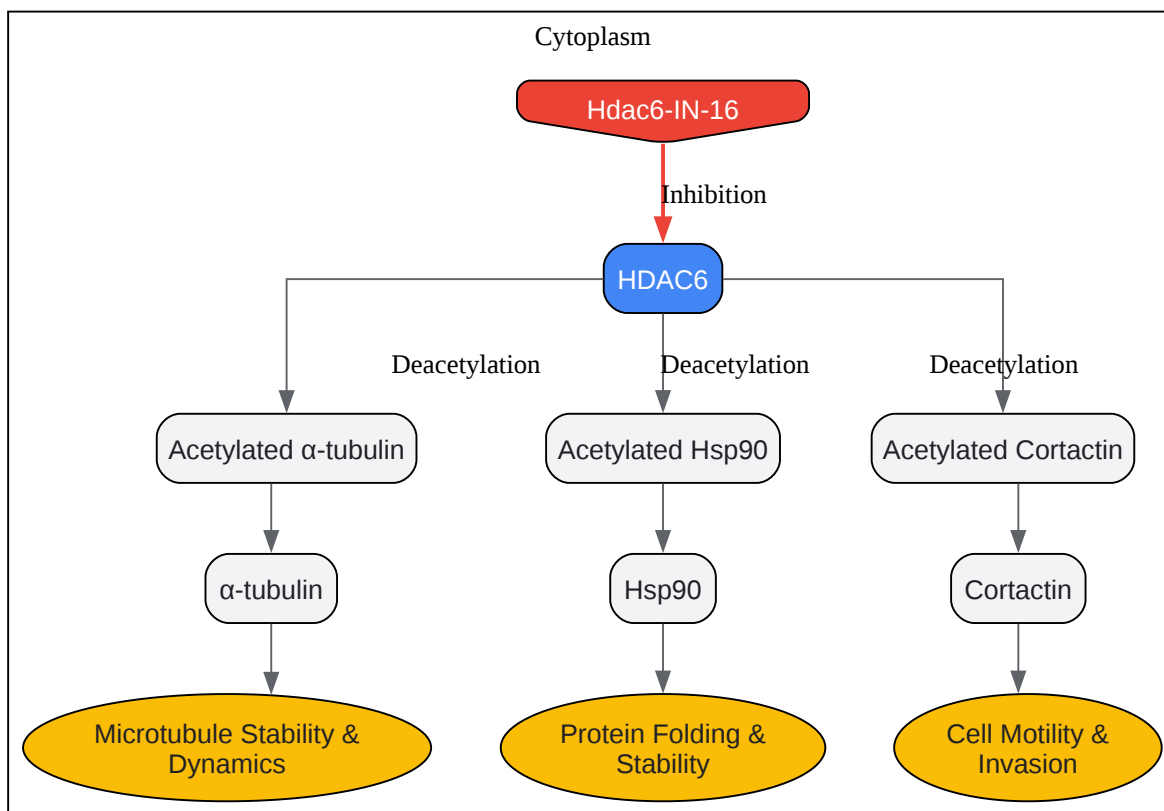 Cytoplasm
Hdac6-IN-16
Inhibition
HDAC6
Deacetylation
Deacetylation
Deacetylation
Acetylated α-tubulin
Acetylated Hsp90
Acetylated Cortactin
α-tubulin
Hsp90
Cortactin
Microtubule Stability &
Dynamics
Protein Folding &
Stability
Cell Motility &
Invasion